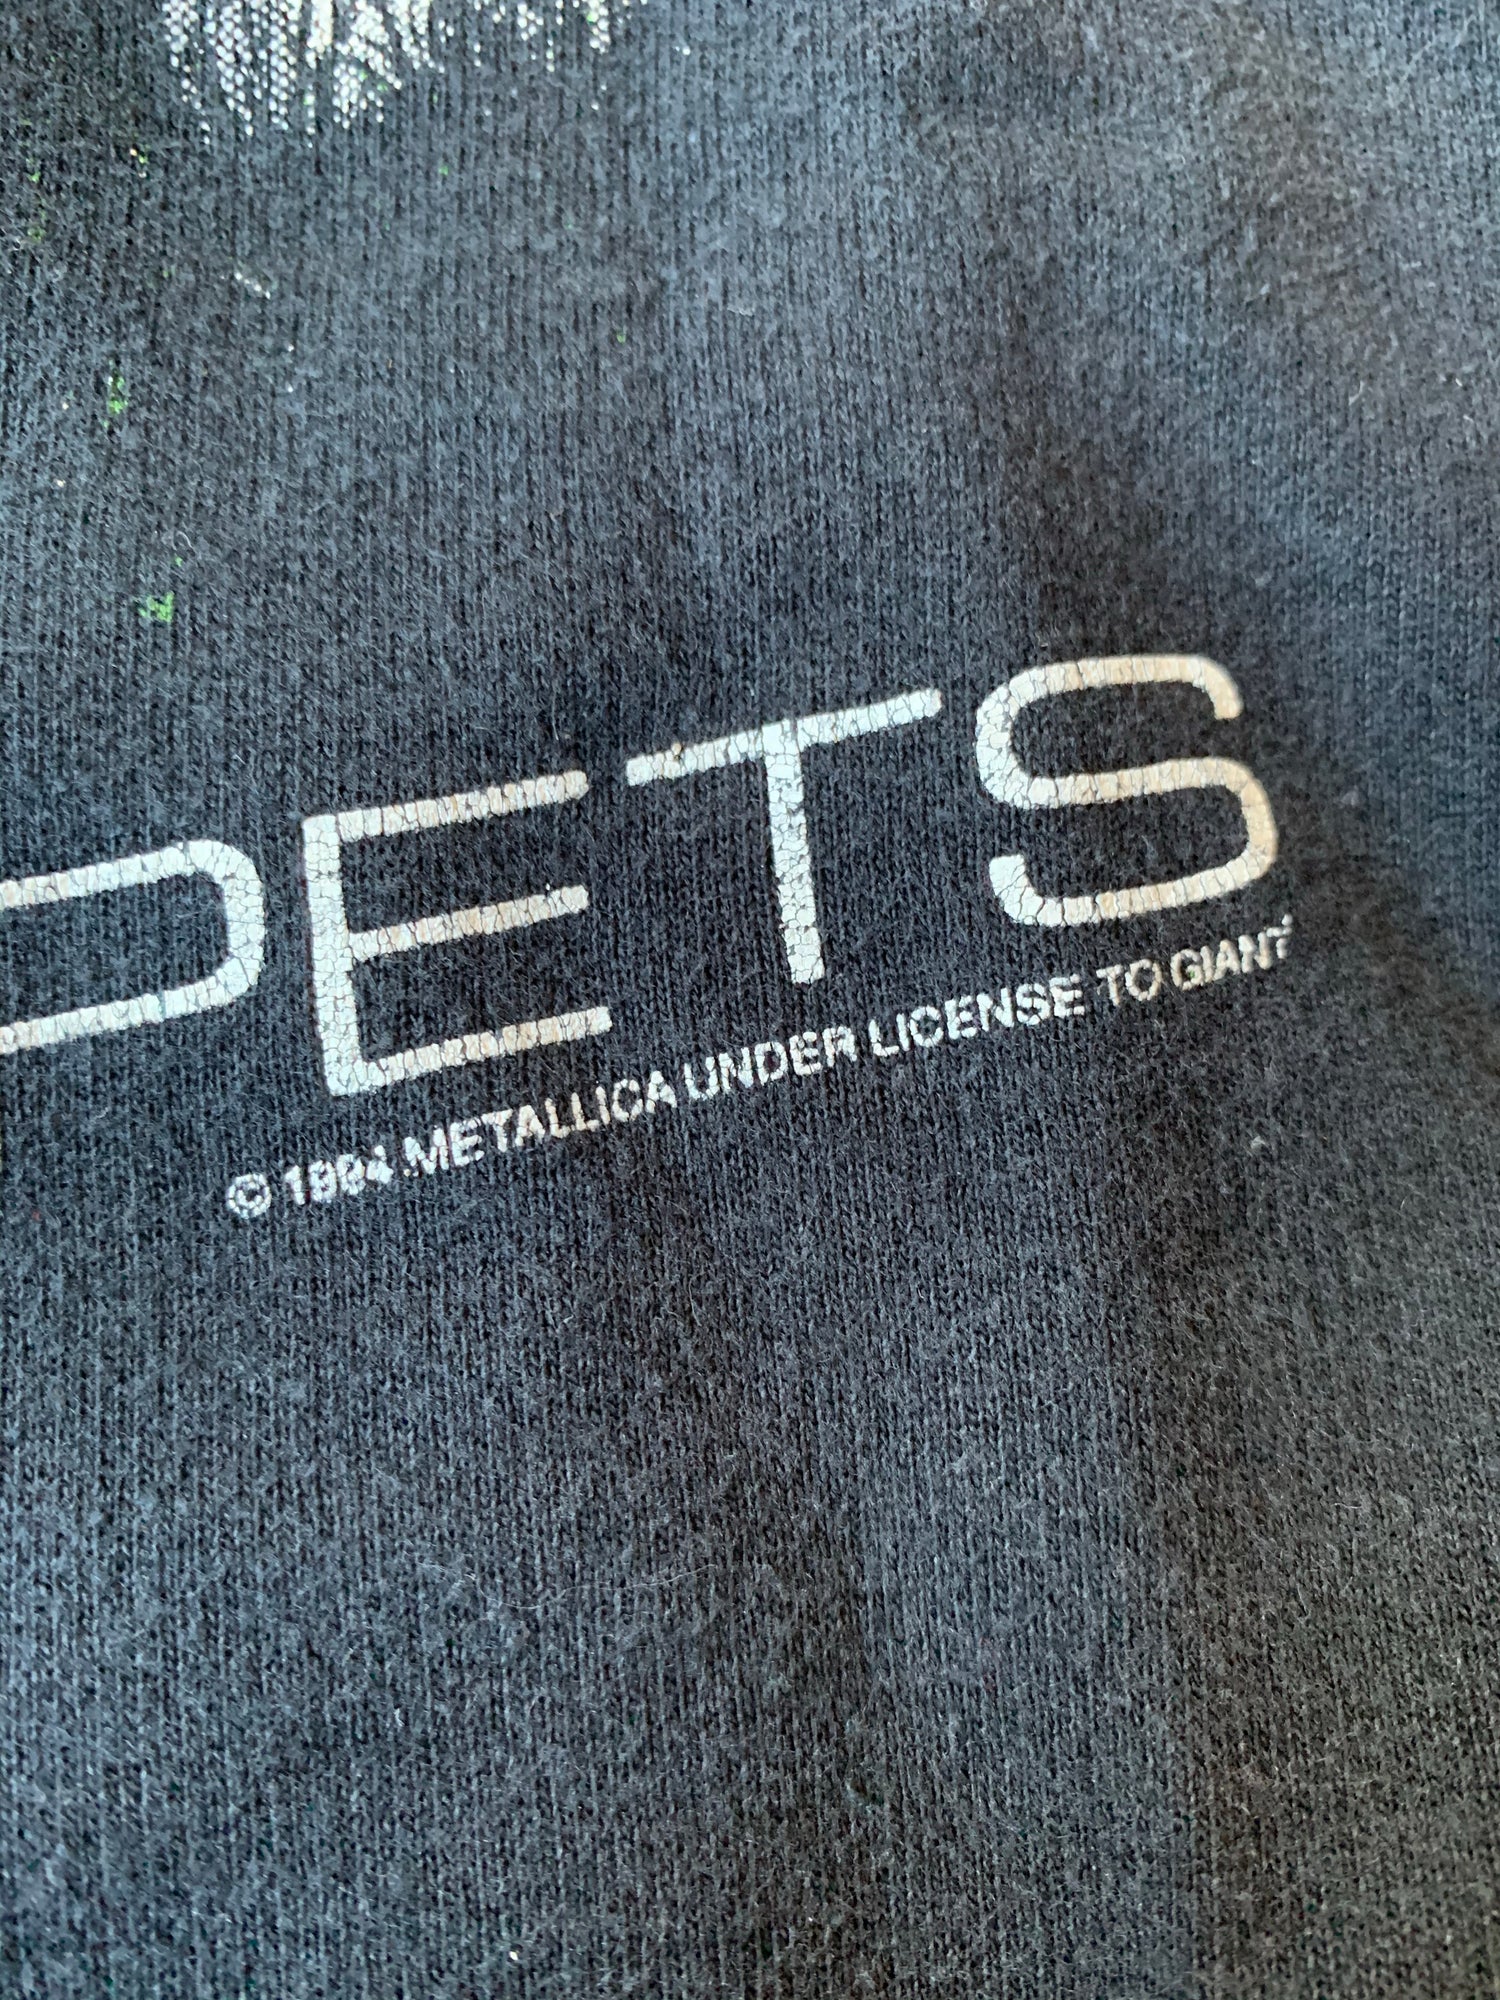 PETS
© 1994 METALLICA UNDER LICENSE TO GIANT